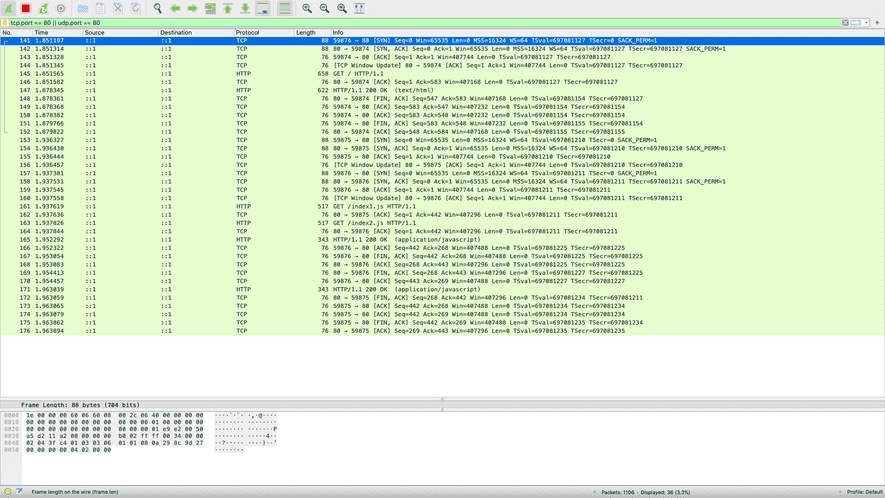 tcp.port == 80 || udp.port == 80
No. Time Source Destination Protocol Length Info
141 1.851197 ::1 ::1 TCP 88 59874 → 80 [SYN] Seq=0 Win=65535 Len=0 MSS=16324 WS=64 TSval=697081127 TSecr=0 SACK_PERM=1
142 1.851314 ::1 ::1 TCP 88 80 → 59874 [SYN, ACK] Seq=0 Ack=1 Win=65535 Len=0 MSS=16324 WS=64 TSval=697081127 TSecr=697081127 SACK_PERM=1
143 1.851328 ::1 ::1 TCP 76 59874 → 80 [ACK] Seq=1 Ack=1 Win=407744 Len=0 TSval=697081127 TSecr=697081127
144 1.851345 ::1 ::1 TCP 76 [TCP Window Update] 80 → 59874 [ACK] Seq=1 Ack=1 Win=407744 Len=0 TSval=697081127 TSecr=697081127
145 1.851565 ::1 ::1 HTTP 658 GET / HTTP/1.1
146 1.851582 ::1 ::1 TCP 76 80 → 59874 [ACK] Seq=1 Ack=583 Win=407168 Len=0 TSval=697081127 TSecr=697081127
147 1.878345 ::1 ::1 HTTP 622 HTTP/1.1 200 OK (text/html)
148 1.878361 ::1 ::1 TCP 76 80 → 59874 [FIN, ACK] Seq=547 Ack=583 Win=407168 Len=0 TSval=697081154 TSecr=697081127
149 1.878368 ::1 ::1 TCP 76 59874 → 80 [ACK] Seq=583 Ack=547 Win=407232 Len=0 TSval=697081154 TSecr=697081154
150 1.878382 ::1 ::1 TCP 76 59874 → 80 [ACK] Seq=583 Ack=548 Win=407232 Len=0 TSval=697081154 TSecr=697081154
151 1.879766 ::1 ::1 TCP 76 59874 → 80 [FIN, ACK] Seq=583 Ack=548 Win=407232 Len=0 TSval=697081155 TSecr=697081154
152 1.879822 ::1 ::1 TCP 76 80 → 59874 [ACK] Seq=548 Ack=584 Win=407168 Len=0 TSval=697081155 TSecr=697081155
153 1.936327 ::1 ::1 TCP 88 59875 → 80 [SYN] Seq=0 Win=65535 Len=0 MSS=16324 WS=64 TSval=697081210 TSecr=0 SACK_PERM=1
154 1.936430 ::1 ::1 TCP 88 80 → 59875 [SYN, ACK] Seq=0 Ack=1 Win=65535 Len=0 MSS=16324 WS=64 TSval=697081210 TSecr=697081210 SACK_PERM=1
155 1.936444 ::1 ::1 TCP 76 59875 → 80 [ACK] Seq=1 Ack=1 Win=407744 Len=0 TSval=697081210 TSecr=697081210
156 1.936457 ::1 ::1 TCP 76 [TCP Window Update] 80 → 59875 [ACK] Seq=1 Ack=1 Win=407744 Len=0 TSval=697081210 TSecr=697081210
157 1.937381 ::1 ::1 TCP 88 59876 → 80 [SYN] Seq=0 Win=65535 Len=0 MSS=16324 WS=64 TSval=697081211 TSecr=0 SACK_PERM=1
158 1.937531 ::1 ::1 TCP 88 80 → 59876 [SYN, ACK] Seq=0 Ack=1 Win=65535 Len=0 MSS=16324 WS=64 TSval=697081211 TSecr=697081211 SACK_PERM=1
159 1.937545 ::1 ::1 TCP 76 59876 → 80 [ACK] Seq=1 Ack=1 Win=407744 Len=0 TSval=697081211 TSecr=697081211
160 1.937558 ::1 ::1 TCP 76 [TCP Window Update] 80 → 59876 [ACK] Seq=1 Ack=1 Win=407744 Len=0 TSval=697081211 TSecr=697081211
161 1.937619 ::1 ::1 HTTP 517 GET /index1.js HTTP/1.1
162 1.937636 ::1 ::1 TCP 76 80 → 59875 [ACK] Seq=1 Ack=442 Win=407296 Len=0 TSval=697081211 TSecr=697081211
163 1.937826 ::1 ::1 HTTP 517 GET /index2.js HTTP/1.1
164 1.937844 ::1 ::1 TCP 76 80 → 59876 [ACK] Seq=1 Ack=442 Win=407296 Len=0 TSval=697081211 TSecr=697081211
165 1.952292 ::1 ::1 HTTP 343 HTTP/1.1 200 OK (application/javascript)
166 1.952322 ::1 ::1 TCP 76 59876 → 80 [ACK] Seq=442 Ack=268 Win=407488 Len=0 TSval=697081225 TSecr=697081225
167 1.953054 ::1 ::1 TCP 76 80 → 59876 [FIN, ACK] Seq=268 Ack=442 Win=407296 Len=0 TSval=697081225 TSecr=697081225
168 1.953083 ::1 ::1 TCP 76 59876 → 80 [ACK] Seq=442 Ack=269 Win=407488 Len=0 TSval=697081225 TSecr=697081225
169 1.954413 ::1 ::1 TCP 76 59876 → 80 [FIN, ACK] Seq=442 Ack=269 Win=407488 Len=0 TSval=697081227 TSecr=697081225
170 1.954457 ::1 ::1 TCP 76 80 → 59876 [ACK] Seq=269 Ack=443 Win=407296 Len=0 TSval=697081227 TSecr=697081227
171 1.963039 ::1 ::1 HTTP 343 HTTP/1.1 200 OK (application/javascript)
172 1.963059 ::1 ::1 TCP 76 80 → 59875 [FIN, ACK] Seq=268 Ack=442 Win=407296 Len=0 TSval=697081234 TSecr=697081211
173 1.963065 ::1 ::1 TCP 76 59875 → 80 [ACK] Seq=442 Ack=268 Win=407488 Len=0 TSval=697081234 TSecr=697081234
174 1.963079 ::1 ::1 TCP 76 59875 → 80 [ACK] Seq=442 Ack=269 Win=407488 Len=0 TSval=697081234 TSecr=697081234
175 1.963862 ::1 ::1 TCP 76 59875 → 80 [FIN, ACK] Seq=442 Ack=269 Win=407488 Len=0 TSval=697081235 TSecr=697081234
176 1.963894 ::1 ::1 TCP 76 80 → 59875 [ACK] Seq=269 Ack=443 Win=407296 Len=0 TSval=697081235 TSecr=697081235
Frame Length: 88 bytes (704 bits)
0000 1e 00 00 00 60 06 60 08 00 2c 06 40 00 00 00 00 ····`·`· ·,·@····
0010 00 00 00 00 00 00 00 00 00 00 00 01 00 00 00 00 ········ ········
0020 00 00 00 00 00 00 00 00 00 00 00 01 e9 e2 00 50 ········ ·······P
0030 a5 d2 11 a2 00 00 00 00 b0 02 ff ff 00 34 00 00 ········ ·····4··
0040 02 04 3f c4 01 03 03 06 01 01 08 0a 29 8c 9d 27 ··?····· ····)··'
0050 00 00 00 00 04 02 00 00 ········
Frame length on the wire (frame.len) Packets: 1106 · Displayed: 36 (3.3%) Profile: Default